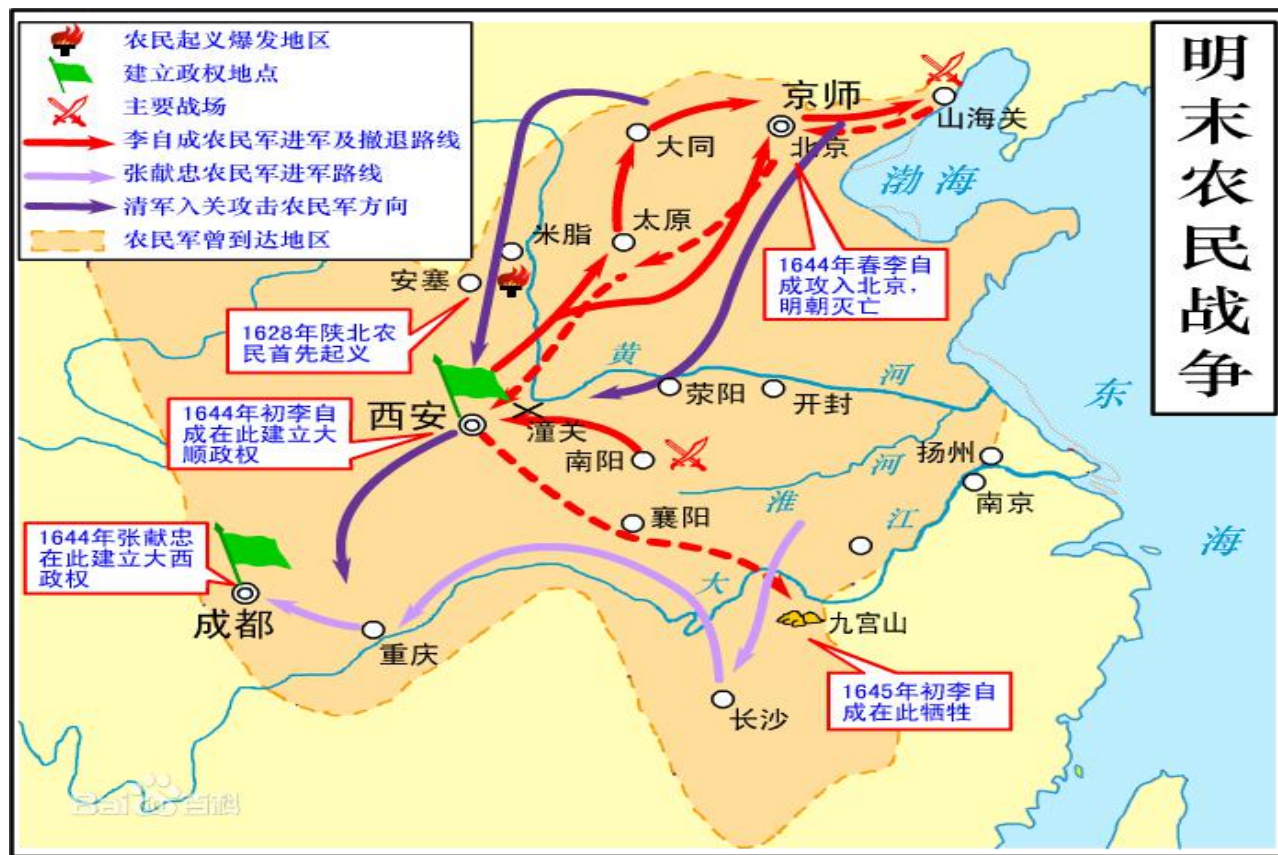 农民起义爆发地区
建立政权地点
主要战场
李自成农民军进军及撤退路线
张献忠农民军进军路线
清军入关攻击农民军方向
农民军曾到达地区
明末农民战争
京师
北京
山海关
大同
渤海
太原
米脂
安塞
1644年春李自
成攻入北京，
明朝灭亡
1628年陕北农
民首先起义
黄
河
荥阳
开封
东
海
西安
潼关
1644年初李自
成在此建立大
顺政权
南阳
河
淮
扬州
南京
襄阳
江
大
1644年张献忠
在此建立大西
政权
成都
重庆
九宫山
长沙
1645年初李自
成在此牺牲
Bai百科